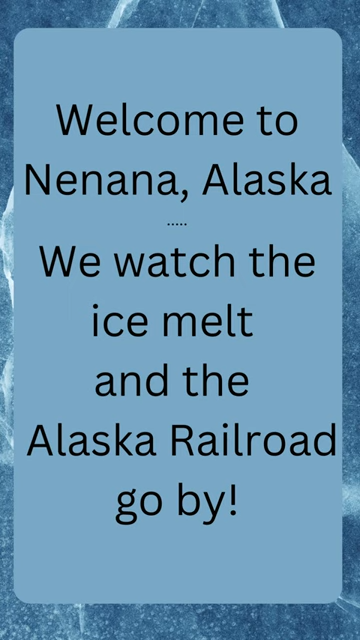 Welcome to
Nenana, Alaska
.....
We watch the
ice melt
and the
Alaska Railroad
go by!